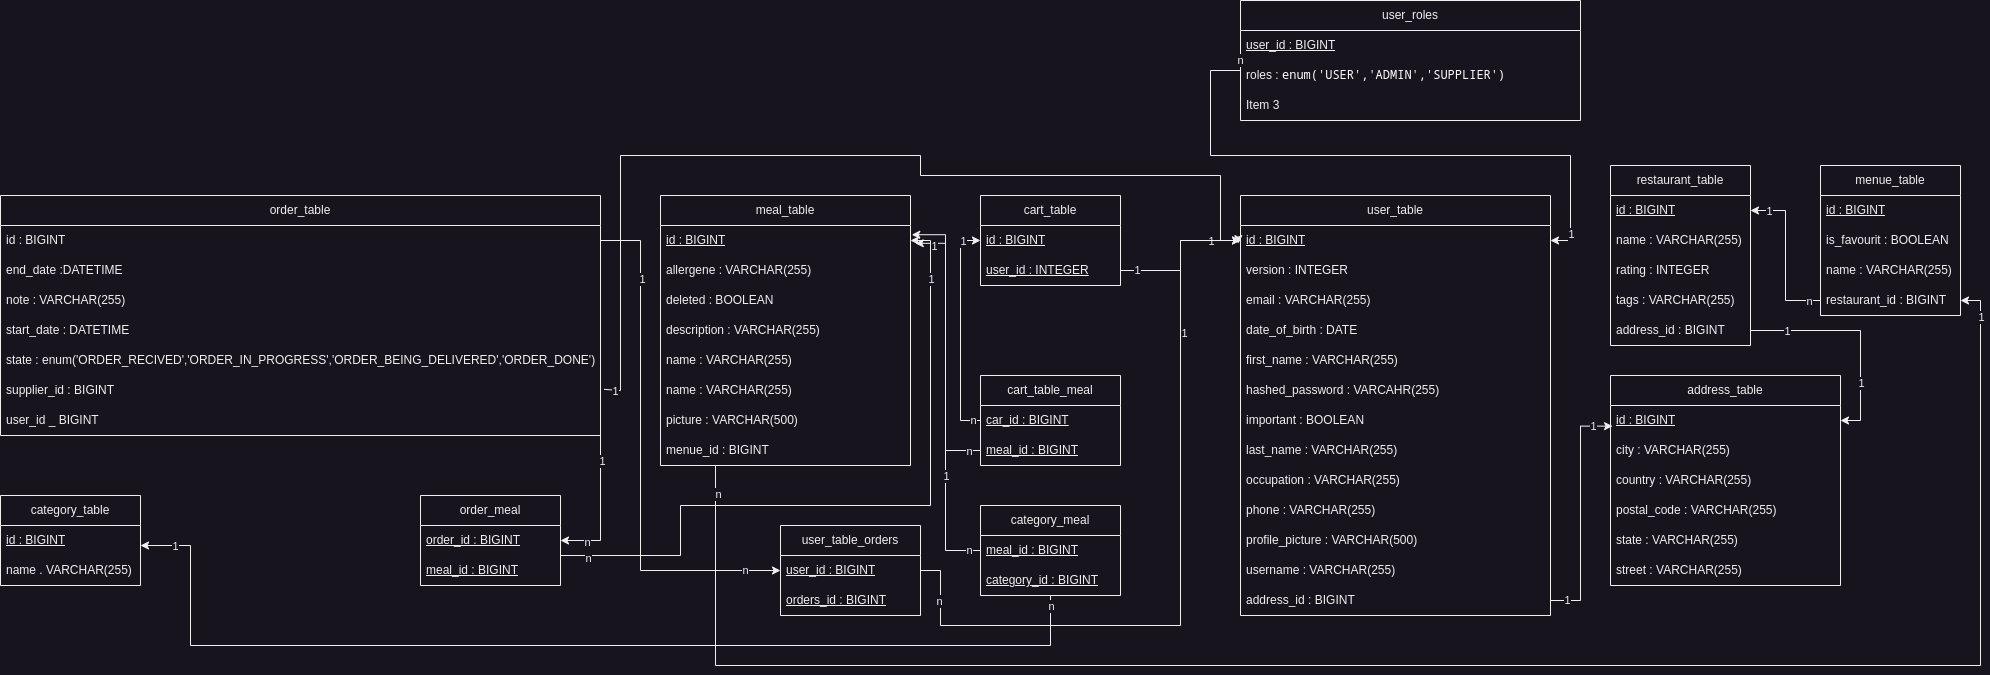 user_roles
user_id : BIGINT
n
roles : enum('USER','ADMIN','SUPPLIER')
Item 3
order_table
id : BIGINT
end_date :DATETIME
note : VARCHAR(255)
start_date : DATETIME
state : enum('ORDER_RECIVED','ORDER_IN_PROGRESS','ORDER_BEING_DELIVERED','ORDER_DONE')
supplier_id : BIGINT
user_id _ BIGINT
1
1
1
meal_table
id : BIGINT
allergene : VARCHAR(255)
deleted : BOOLEAN
description : VARCHAR(255)
name : VARCHAR(255)
name : VARCHAR(255)
picture : VARCHAR(500)
menue_id : BIGINT
n
1
1
1
cart_table
id : BIGINT
user_id : INTEGER
1
1
cart_table_meal
car_id : BIGINT
meal_id : BIGINT
n
n
category_meal
meal_id : BIGINT
category_id : BIGINT
n
n
user_table
id : BIGINT
version : INTEGER
email : VARCHAR(255)
date_of_birth : DATE
first_name : VARCHAR(255)
hashed_password : VARCAHR(255)
important : BOOLEAN
last_name : VARCHAR(255)
occupation : VARCHAR(255)
phone : VARCHAR(255)
profile_picture : VARCHAR(500)
username : VARCHAR(255)
address_id : BIGINT
1
1
1
1
1
restaurant_table
id : BIGINT
name : VARCHAR(255)
rating : INTEGER
tags : VARCHAR(255)
address_id : BIGINT
1
1
1
menue_table
id : BIGINT
is_favourit : BOOLEAN
name : VARCHAR(255)
restaurant_id : BIGINT
n
1
address_table
id : BIGINT
city : VARCHAR(255)
country : VARCHAR(255)
postal_code : VARCHAR(255)
state : VARCHAR(255)
street : VARCHAR(255)
category_table
id : BIGINT
name . VARCHAR(255)
1
order_meal
order_id : BIGINT
meal_id : BIGINT
n
n
user_table_orders
user_id : BIGINT
orders_id : BIGINT
n
n